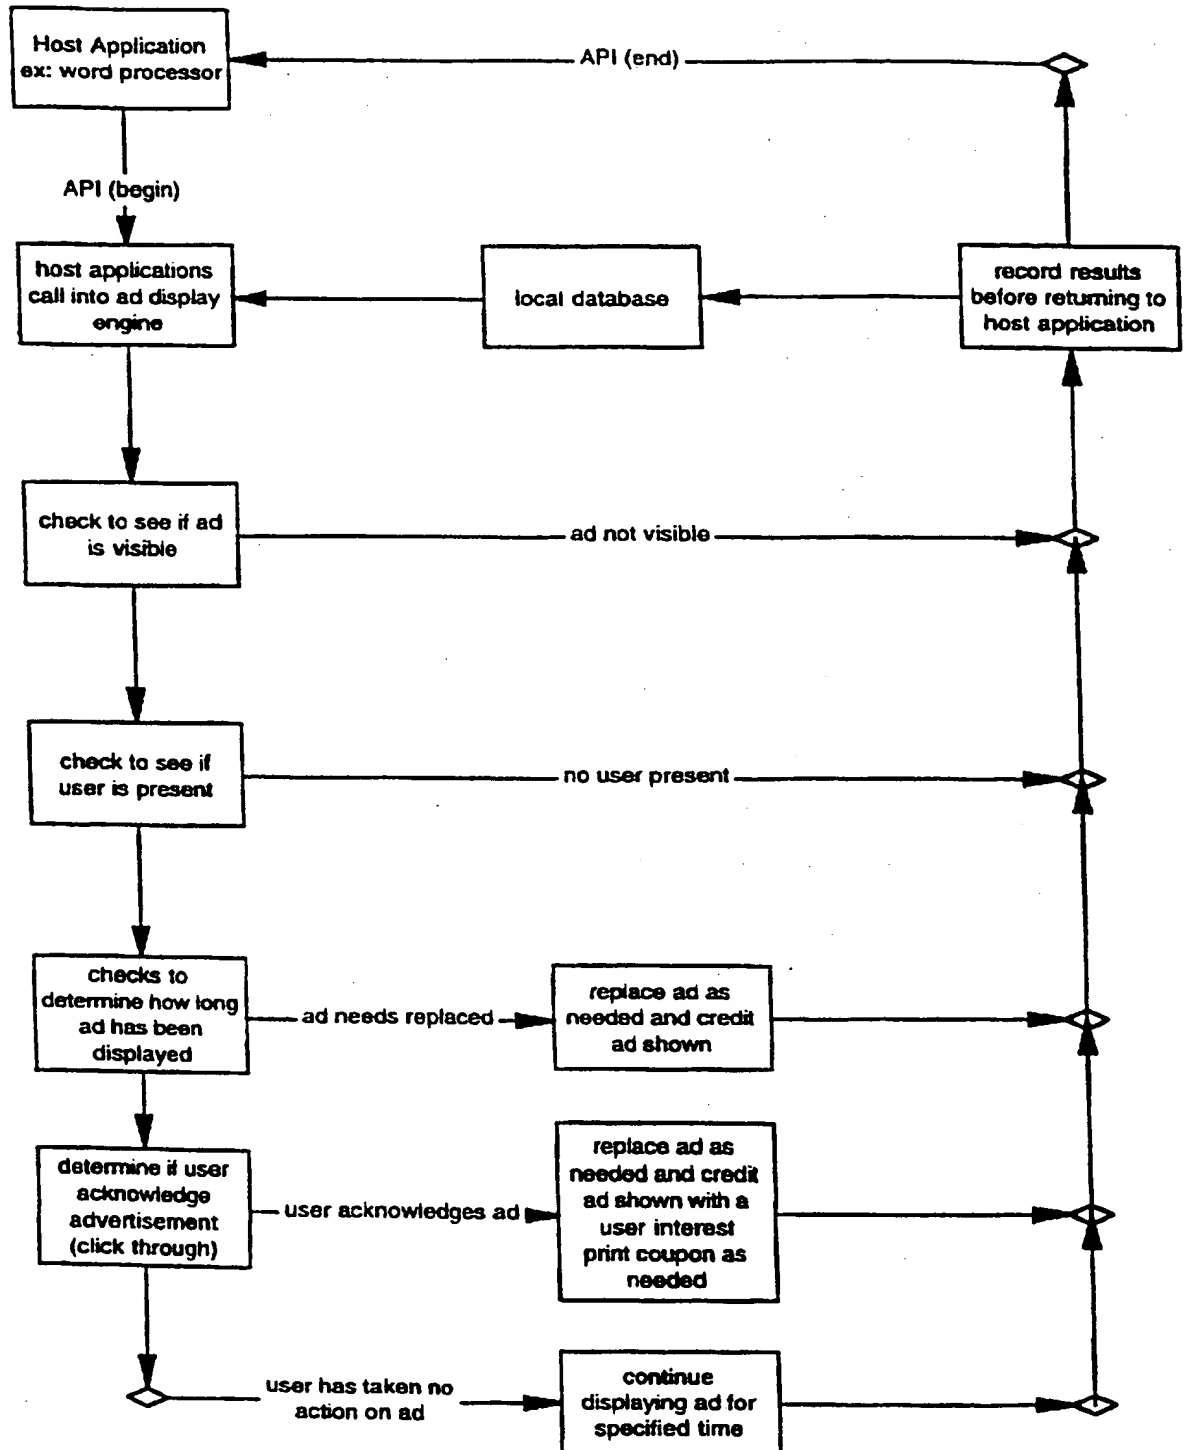 Host Application
ex: word processor
API (end)
API (begin)
host applications
call into ad display
engine
local database
record results
before returning to
host application
check to see if ad
is visible
ad not visible
check to see if
user is present
no user present
checks to
determine how long
ad has been
displayed
ad needs replaced
replace ad as
needed and credit
ad shown
determine if user
acknowledge
advertisement
(click through)
user acknowledges ad
replace ad as
needed and credit
ad shown with a
user interest
print coupon as
needed
user has taken no
action on ad
continue
displaying ad for
specified time